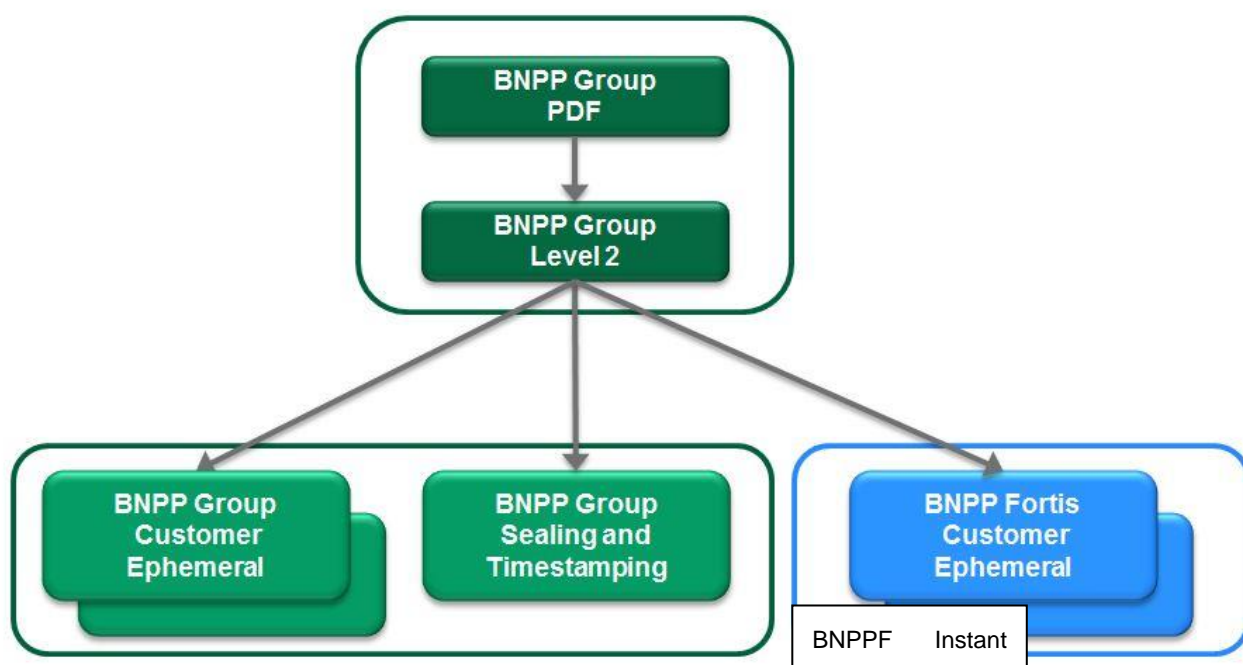 BNPP Group
PDF
BNPP Group
Level 2
BNPP Group
Customer
Ephemeral
BNPP Group
Sealing and
Timestamping
BNPP Fortis
Customer
Ephemeral
BNPPF Instant